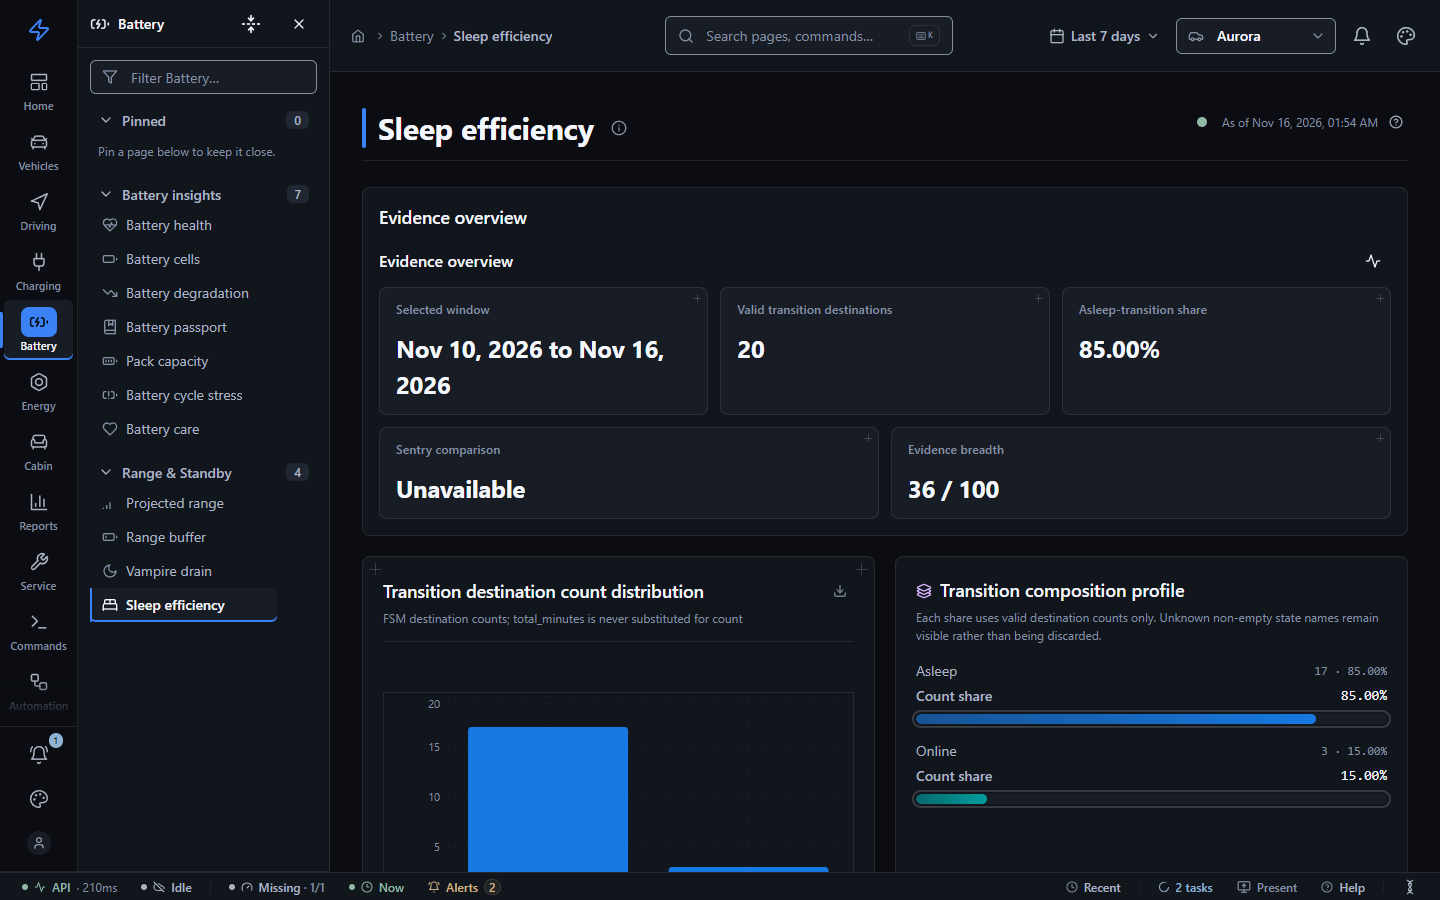 Battery
Filter Battery...
Pinned 0
Pin a page below to keep it close.
Battery insights 7
Battery health
Battery cells
Battery degradation
Battery passport
Pack capacity
Battery cycle stress
Battery care
Range & Standby 4
Projected range
Range buffer
Vampire drain
Sleep efficiency
Home
Vehicles
Driving
Charging
Battery
Energy
Cabin
Reports
Service
Commands
Automation
1
Battery > Sleep efficiency
Search pages, commands... K
Last 7 days
Aurora
Sleep efficiency
As of Nov 16, 2026, 01:54 AM
Evidence overview
Evidence overview
Selected window
Nov 10, 2026 to Nov 16,
2026
Valid transition destinations
20
Asleep-transition share
85.00%
Sentry comparison
Unavailable
Evidence breadth
36 / 100
Transition destination count distribution
FSM destination counts; total_minutes is never substituted for count
20
15
10
5
Transition composition profile
Each share uses valid destination counts only. Unknown non-empty state names remain
visible rather than being discarded.
Asleep 17 · 85.00%
Count share 85.00%
Online 3 · 15.00%
Count share 15.00%
API · 210ms
Idle
Missing · 1/1
Now
Alerts 2
Recent
2 tasks
Present
Help